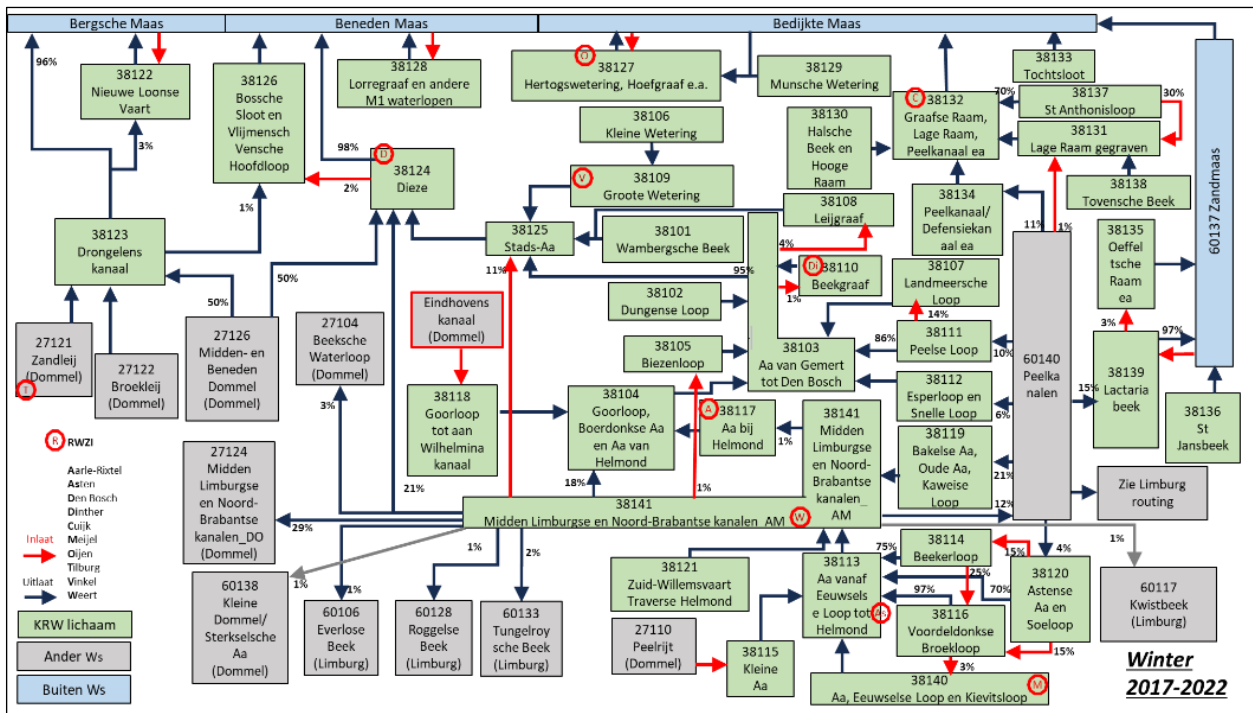 Bergsche Maas
Beneden Maas
Bedijkte Maas
96%
38122
Nieuwe Loonse
Vaart
3%
38126
Bossche
Sloot en
Vlijmensch
Vensche
Hoofdloop
38128
Lorregraaf en andere
M1 waterlopen
O
38127
Hertogswetering, Hoefgraaf e.a.
38129
Munsche Wetering
38133
Tochtsloot
60137 Zandmaas
98%
D
38124
Dieze
2%
38106
Kleine Wetering
38130
Halsche
Beek en
Hooge
Raam
C
38132
Graafse Raam,
Lage Raam,
Peelkanaal ea
70%
38137
St Anthonisloop
30%
38131
Lage Raam gegraven
V
38109
Groote Wetering
38108
Leijgraaf
38134
Peelkanaal/
Defensiekan
aal ea
38138
Tovensche Beek
11%
1%
1%
38123
Drongelens
kanaal
38125
Stads-Aa
11%
38101
Wambergsche Beek
4%
95%
Di
38110
Beekgraaf
1%
38107
Landmeersche
Loop
14%
38135
Oeffel
tsche
Raam
ea
50%
50%
Eindhovens
kanaal
(Dommel)
38102
Dungense Loop
38105
Biezenloop
38103
Aa van Gemert
tot Den Bosch
86%
38111
Peelse Loop
10%
60140
Peelka
nalen
3%
97%
38139
Lactaria
beek
15%
27121
Zandleij
(Dommel)
T
27122
Broekleij
(Dommel)
27126
Midden- en
Beneden
Dommel
(Dommel)
27104
Beeksche
Waterloop
(Dommel)
3%
38118
Goorloop
tot aan
Wilhelmina
kanaal
38104
Goorloop,
Boerdonkse Aa
en Aa van
Helmond
A
38117
Aa bij
Helmond
1%
38141
Midden
Limburgse
en Noord-
Brabantse
kanalen_
AM
38112
Esperloop en
Snelle Loop
6%
38119
Bakelse Aa,
Oude Aa,
Kaweise
Loop
21%
38136
St
Jansbeek
R
RWZI
Aarle-Rixtel
Asten
Den Bosch
Dinther
Cuijk
Meijel
Oijen
Tilburg
Vinkel
Weert
Inlaat
Uitlaat
KRW lichaam
Ander Ws
Buiten Ws
27124
Midden
Limburgse
en Noord-
Brabantse
kanalen_DO
(Dommel)
29%
21%
18%
1%
38141
Midden Limburgse en Noord-Brabantse kanalen_AM
W
12%
Zie Limburg
routing
1%
1%
1%
2%
60138
Kleine
Dommel/
Sterkselsche
Aa
(Dommel)
60106
Everlose
Beek
(Limburg)
1%
60128
Roggelse
Beek
(Limburg)
60133
Tungelroy
sche Beek
(Limburg)
38121
Zuid-Willemsvaart
Traverse Helmond
27110
Peelrijt
(Dommel)
38115
Kleine
Aa
38113
Aa vanaf
Eeuwsel
e Loop tot
Helmond
As
75%
38114
Beekerloop
15%
25%
97%
70%
38116
Voordeldonkse
Broekloop
3%
4%
38120
Astense
Aa en
Soeloop
15%
38140
Aa, Eeuwselse Loop en Kievitsloop
M
60117
Kwistbeek
(Limburg)
Winter
2017-2022